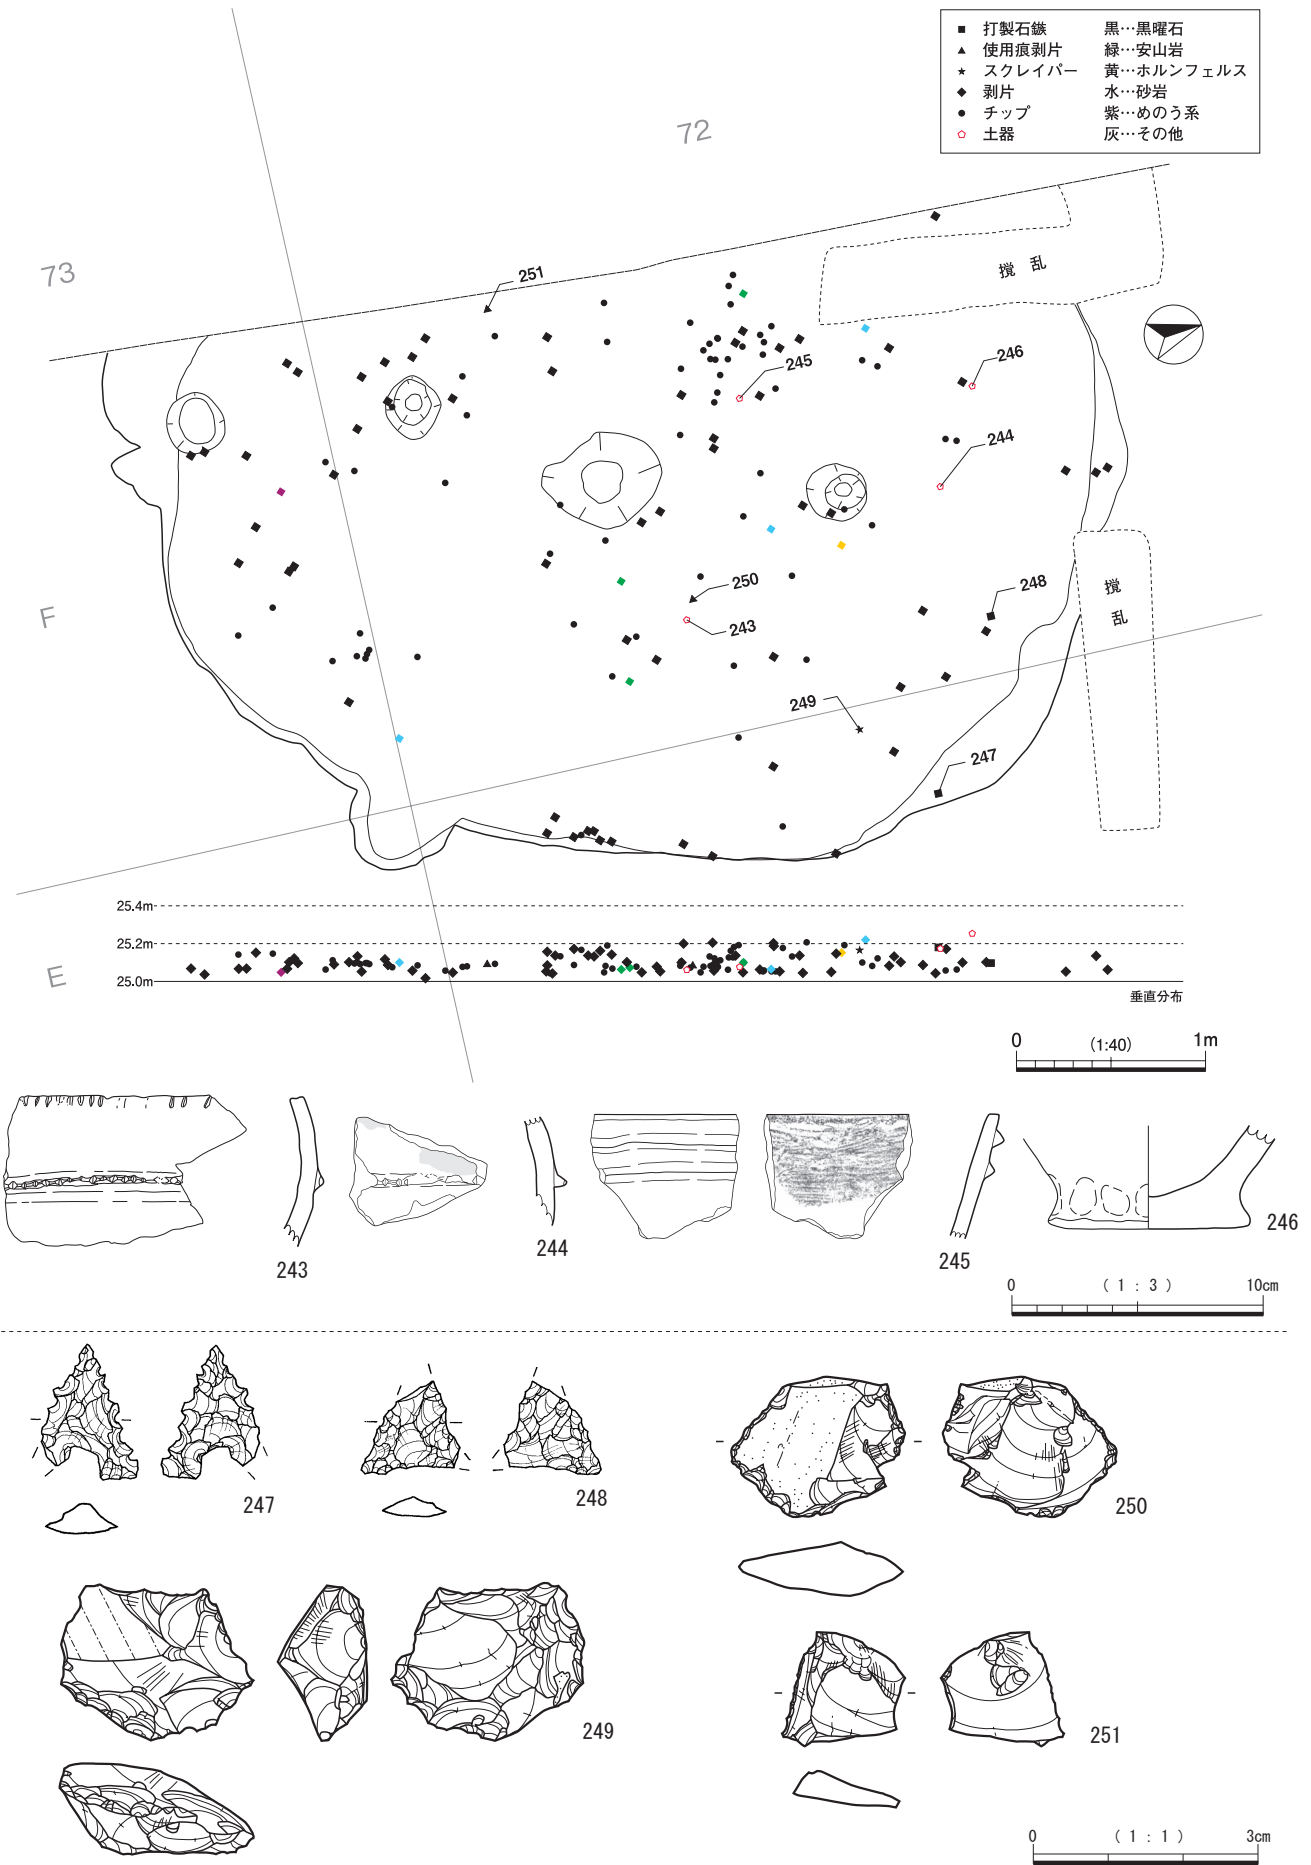 ■ 打製石鏃 黒…黒曜石
▲ 使用痕剥片 緑…安山岩
★ スクレイパー 黄…ホルンフェルス
◆ 剥片 水…砂岩
● チップ 紫…めのう系
土器 灰…その他
72
73
撹 乱
251
245
246
244
250
243
248
撹
乱
F
249
247
25.4m
25.2m
25.0m
E
垂直分布
0 (1:40) 1m
243
244
245
246
0 (1:3) 10cm
247
248
250
249
251
0 (1:1) 3cm